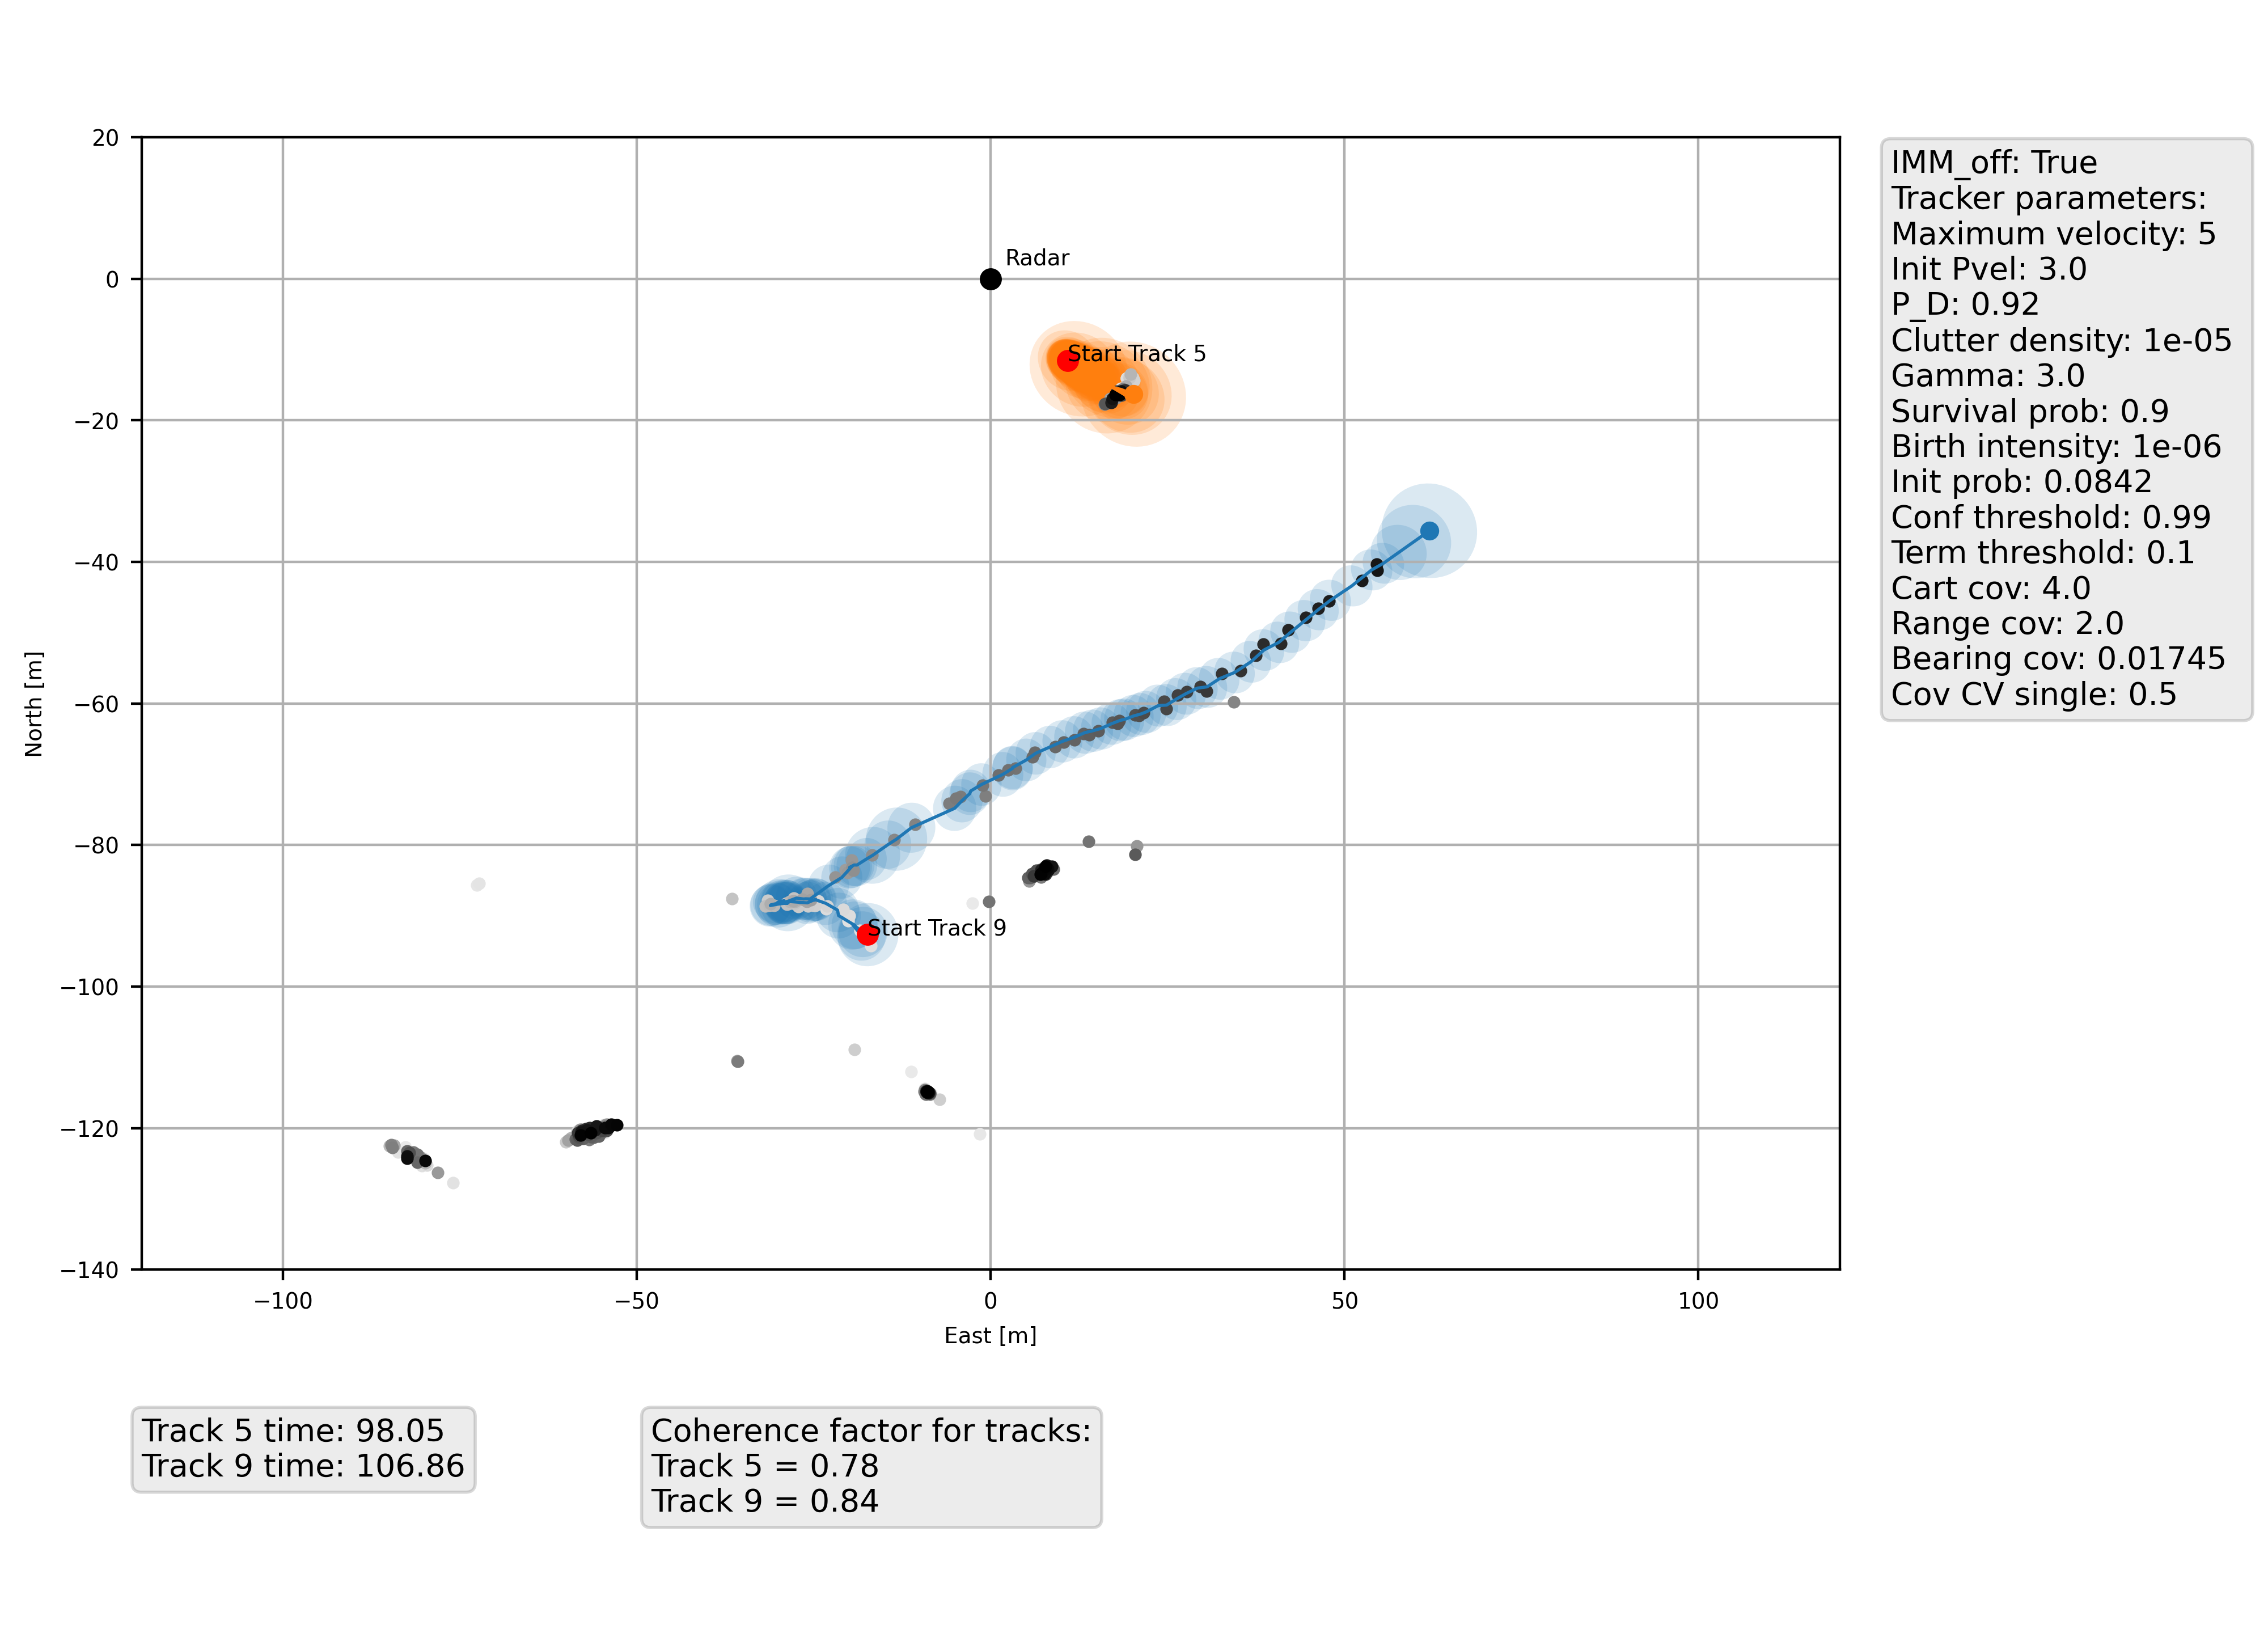 20
0
−20
−40
−60
−80
−100
−120
−140
North [m]
Radar
Start Track 5
Start Track 9
−100
−50
0
50
100
East [m]
IMM_off: True
Tracker parameters:
Maximum velocity: 5
Init Pvel: 3.0
P_D: 0.92
Clutter density: 1e-05
Gamma: 3.0
Survival prob: 0.9
Birth intensity: 1e-06
Init prob: 0.0842
Conf threshold: 0.99
Term threshold: 0.1
Cart cov: 4.0
Range cov: 2.0
Bearing cov: 0.01745
Cov CV single: 0.5
Track 5 time: 98.05
Track 9 time: 106.86
Coherence factor for tracks:
Track 5 = 0.78
Track 9 = 0.84